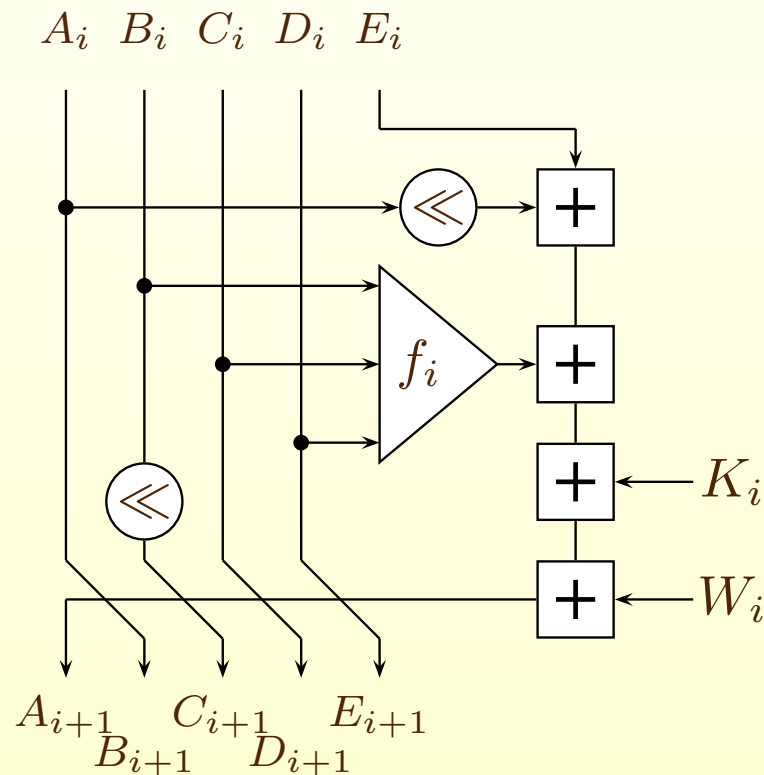 A_i B_i C_i D_i E_i
≪ +
f_i +
≪ + K_i
+ W_i
A_{i+1} C_{i+1} E_{i+1}
B_{i+1} D_{i+1}